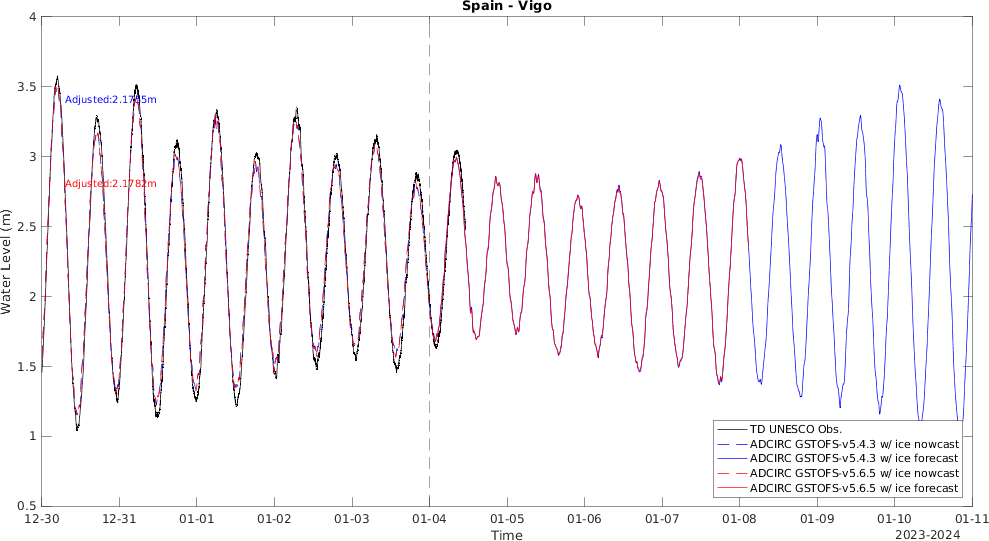 Spain - Vigo
4
3.5
3
2.5
2
1.5
1
0.5
Water Level (m)
Adjusted:2.1785m
Adjusted:2.1782m
TD UNESCO Obs.
ADCIRC GSTOFS-v5.4.3 w/ ice nowcast
ADCIRC GSTOFS-v5.4.3 w/ ice forecast
ADCIRC GSTOFS-v5.6.5 w/ ice nowcast
ADCIRC GSTOFS-v5.6.5 w/ ice forecast
12-30 12-31 01-01 01-02 01-03 01-04 01-05 01-06 01-07 01-08 01-09 01-10 01-11
Time
2023-2024